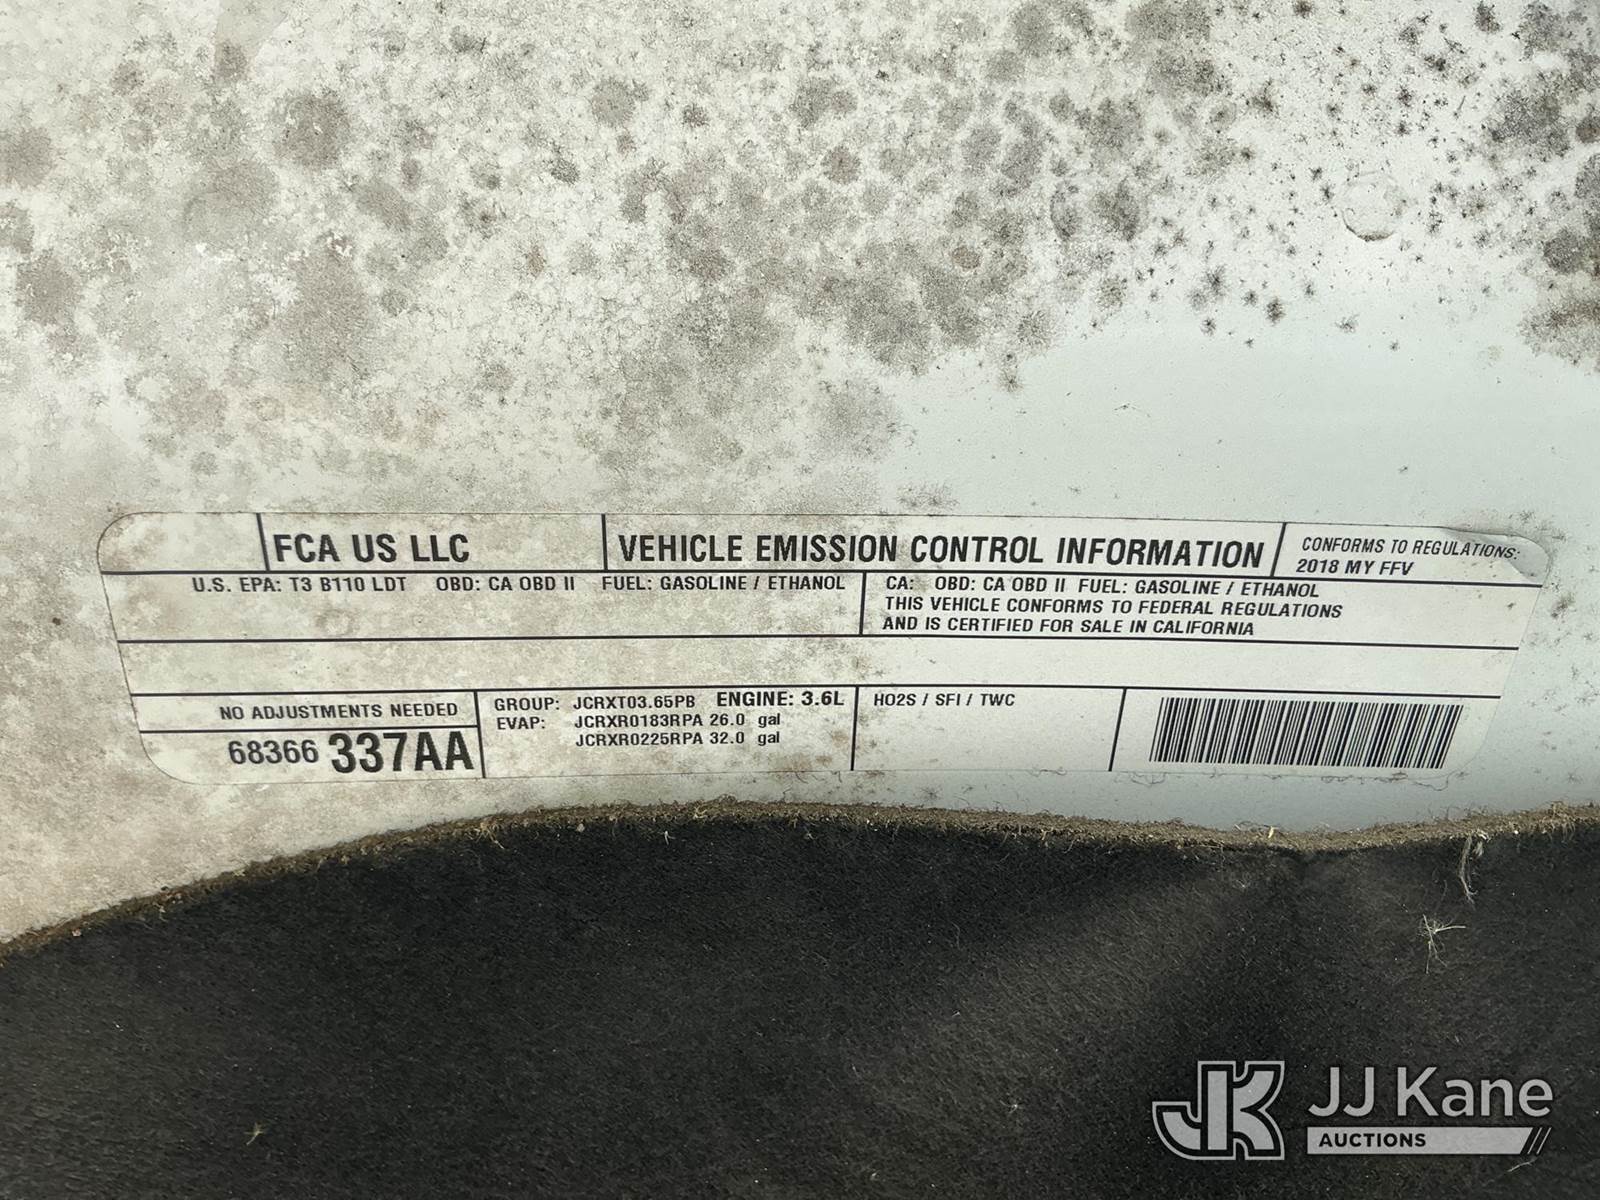 FCA US LLC
VEHICLE EMISSION CONTROL INFORMATION
CONFORMS TO REGULATIONS:
2018 MY FFV
U.S. EPA: T3 B110 LDT OBD: CA OBD II FUEL: GASOLINE / ETHANOL
CA: OBD: CA OBD II FUEL: GASOLINE / ETHANOL
THIS VEHICLE CONFORMS TO FEDERAL REGULATIONS
AND IS CERTIFIED FOR SALE IN CALIFORNIA
NO ADJUSTMENTS NEEDED
68366 337AA
GROUP: JCRXT03.65PB ENGINE: 3.6L
EVAP: JCRXR0183RPA 26.0 gal
JCRXR0225RPA 32.0 gal
HO2S / SFI / TWC
JK JJ Kane
AUCTIONS